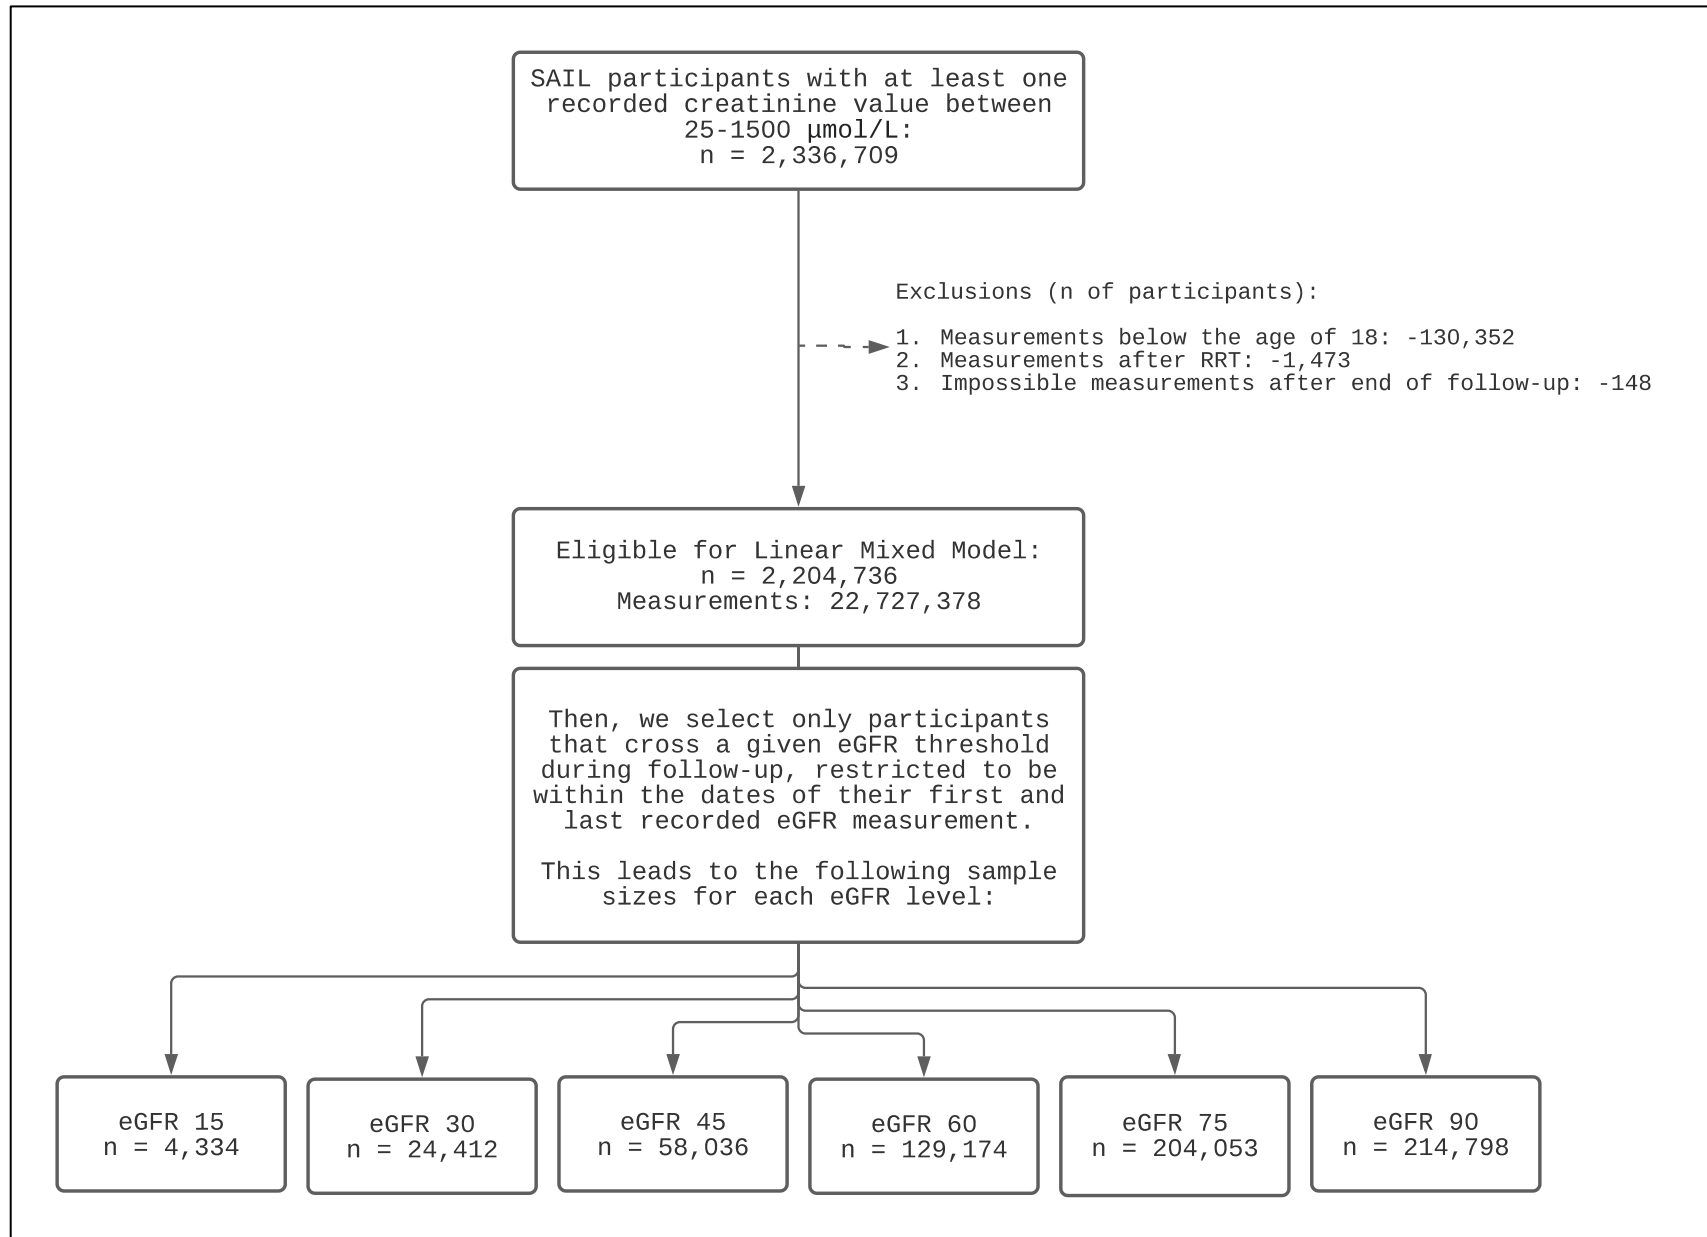 SAIL participants with at least one
recorded creatinine value between
25-1500 μmol/L:
n = 2,336,709
Exclusions (n of participants):
1. Measurements below the age of 18: -130,352
2. Measurements after RRT: -1,473
3. Impossible measurements after end of follow-up: -148
Eligible for Linear Mixed Model:
n = 2,204,736
Measurements: 22,727,378
Then, we select only participants
that cross a given eGFR threshold
during follow-up, restricted to be
within the dates of their first and
last recorded eGFR measurement.
This leads to the following sample
sizes for each eGFR level:
eGFR 15
n = 4,334
eGFR 30
n = 24,412
eGFR 45
n = 58,036
eGFR 60
n = 129,174
eGFR 75
n = 204,053
eGFR 90
n = 214,798